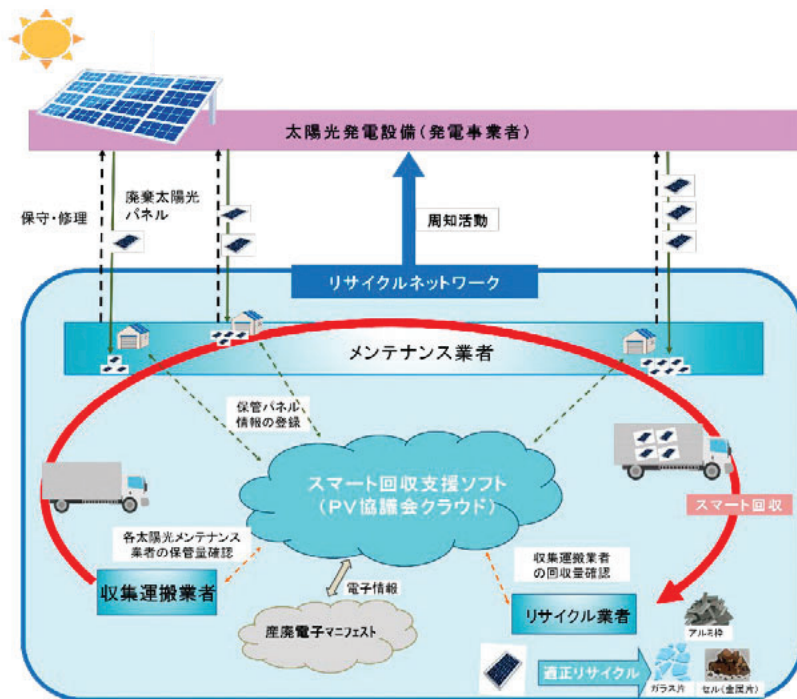 太陽光発電設備(発電事業者)
保守・修理
廃棄太陽光
パネル
周知活動
リサイクルネットワーク
メンテナンス業者
保管パネル
情報の登録
スマート回収支援ソフト
(PV協議会クラウド)
スマート回収
各太陽光メンテナンス
業者の保管量確認
収集運搬業者
の回収量確認
収集運搬業者
電子情報
産廃電子マニフェスト
リサイクル業者
アルミ枠
適正リサイクル
ガラス片
セル(金属片)